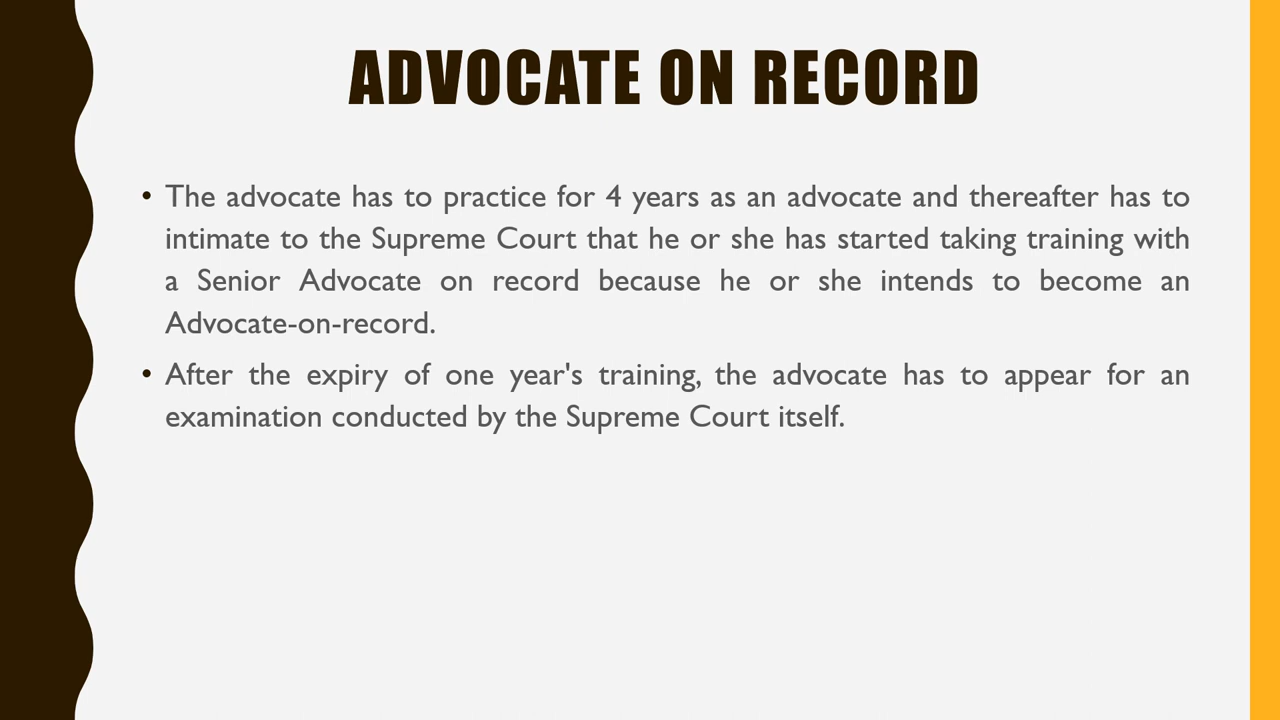 ADVOCATE ON RECORD
• The advocate has to practice for 4 years as an advocate and thereafter has to
intimate to the Supreme Court that he or she has started taking training with
a Senior Advocate on record because he or she intends to become an
Advocate-on-record.
• After the expiry of one year's training, the advocate has to appear for an
examination conducted by the Supreme Court itself.